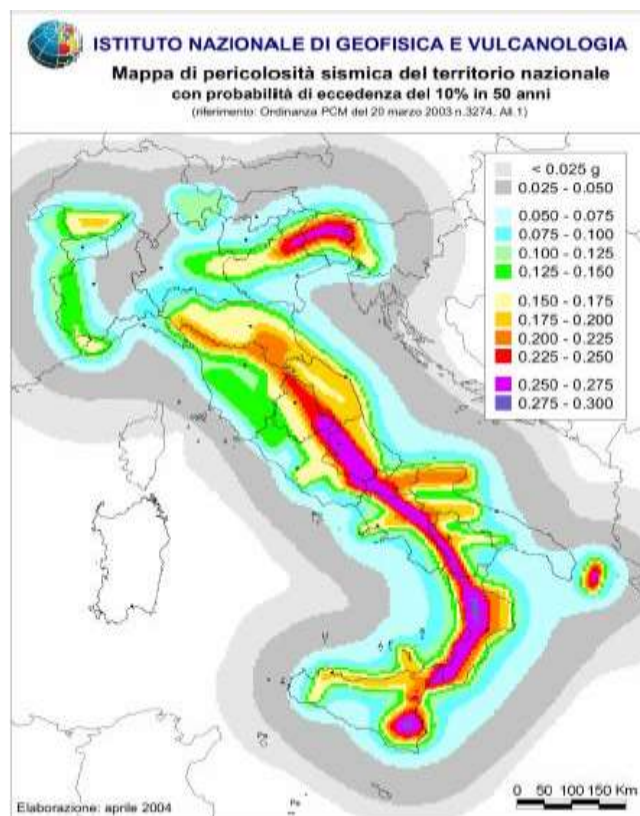 ISTITUTO NAZIONALE DI GEOFISICA E VULCANOLOGIA
Mappa di pericolosità sismica del territorio nazionale
con probabilità di eccedenza del 10% in 50 anni
(riferimento: Ordinanza PCM del 20 marzo 2003 n.3274, All.1)
< 0.025 g
0.025 - 0.050
0.050 - 0.075
0.075 - 0.100
0.100 - 0.125
0.125 - 0.150
0.150 - 0.175
0.175 - 0.200
0.200 - 0.225
0.225 - 0.250
0.250 - 0.275
0.275 - 0.300
0 50 100 150 Km
Elaborazione: aprile 2004